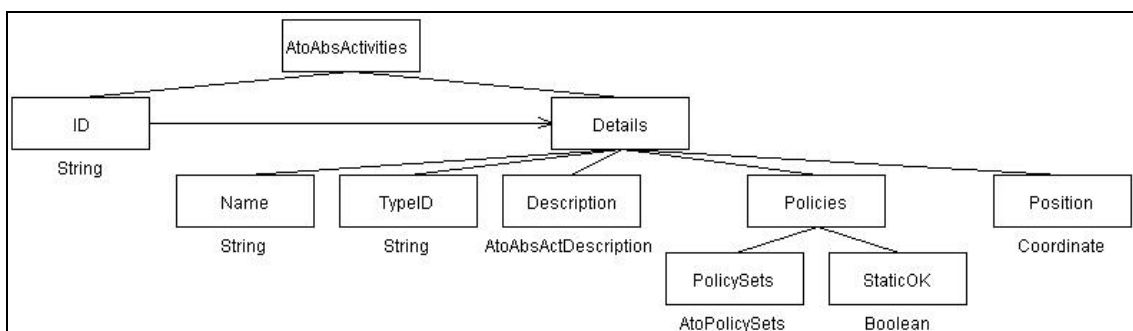 AtoAbsActivities
ID
Details
String
Name
TypeID
Description
Policies
Position
String
String
AtoAbsActDescription
Coordinate
PolicySets
StaticOK
AtoPolicySets
Boolean